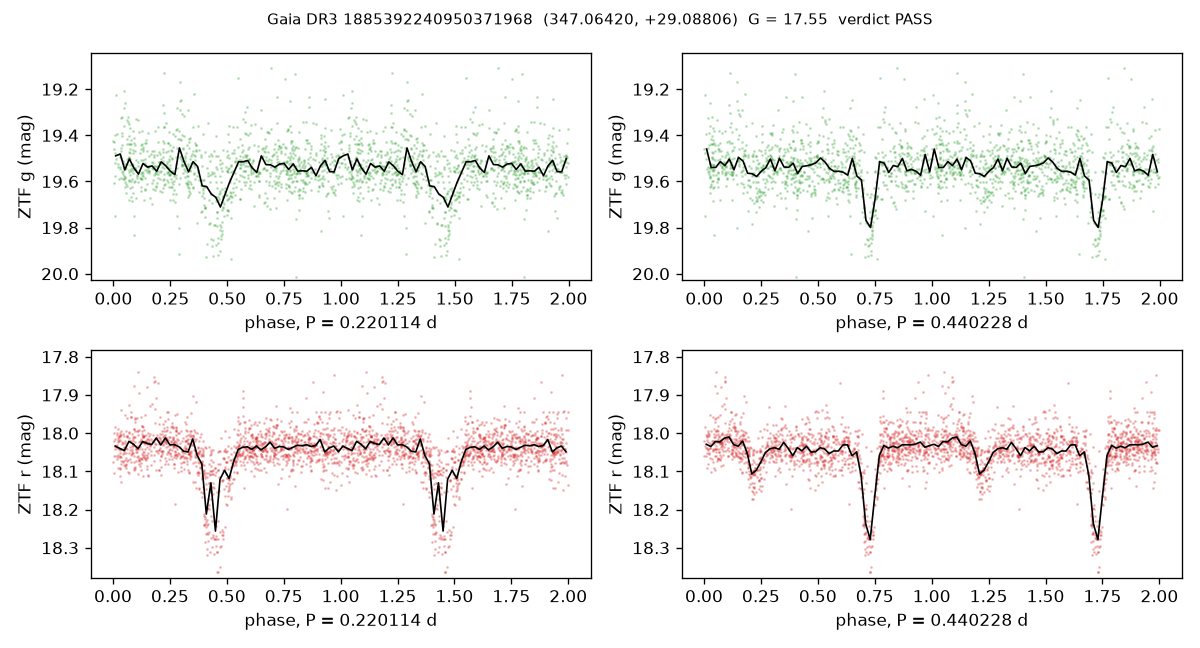 Gaia DR3 1885392240950371968 (347.06420, +29.08806) G = 17.55 verdict PASS
ZTF g (mag)
19.2
19.4
19.6
19.8
20.0
0.00 0.25 0.50 0.75 1.00 1.25 1.50 1.75 2.00
phase, P = 0.220114 d
ZTF g (mag)
19.2
19.4
19.6
19.8
20.0
0.00 0.25 0.50 0.75 1.00 1.25 1.50 1.75 2.00
phase, P = 0.440228 d
ZTF r (mag)
17.8
17.9
18.0
18.1
18.2
18.3
0.00 0.25 0.50 0.75 1.00 1.25 1.50 1.75 2.00
phase, P = 0.220114 d
ZTF r (mag)
17.8
17.9
18.0
18.1
18.2
18.3
0.00 0.25 0.50 0.75 1.00 1.25 1.50 1.75 2.00
phase, P = 0.440228 d